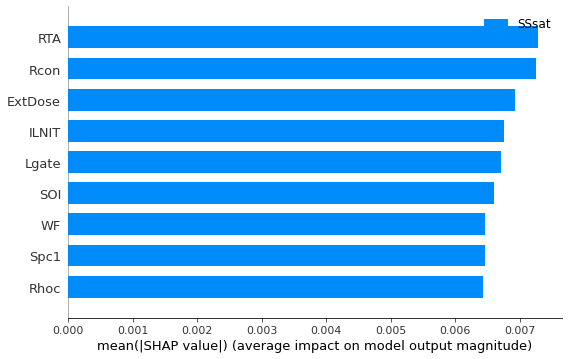 SSsat
RTA
Rcon
ExtDose
ILNIT
Lgate
SOI
WF
Spc1
Rhoc
0.000 0.001 0.002 0.003 0.004 0.005 0.006 0.007
mean(|SHAP value|) (average impact on model output magnitude)